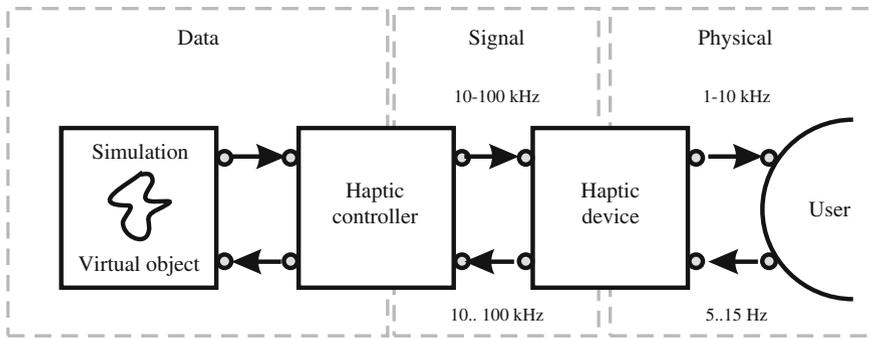 Data
Signal
Physical
10-100 kHz
1-10 kHz
Simulation
Virtual object
Haptic
controller
Haptic
device
User
10.. 100 kHz
5..15 Hz